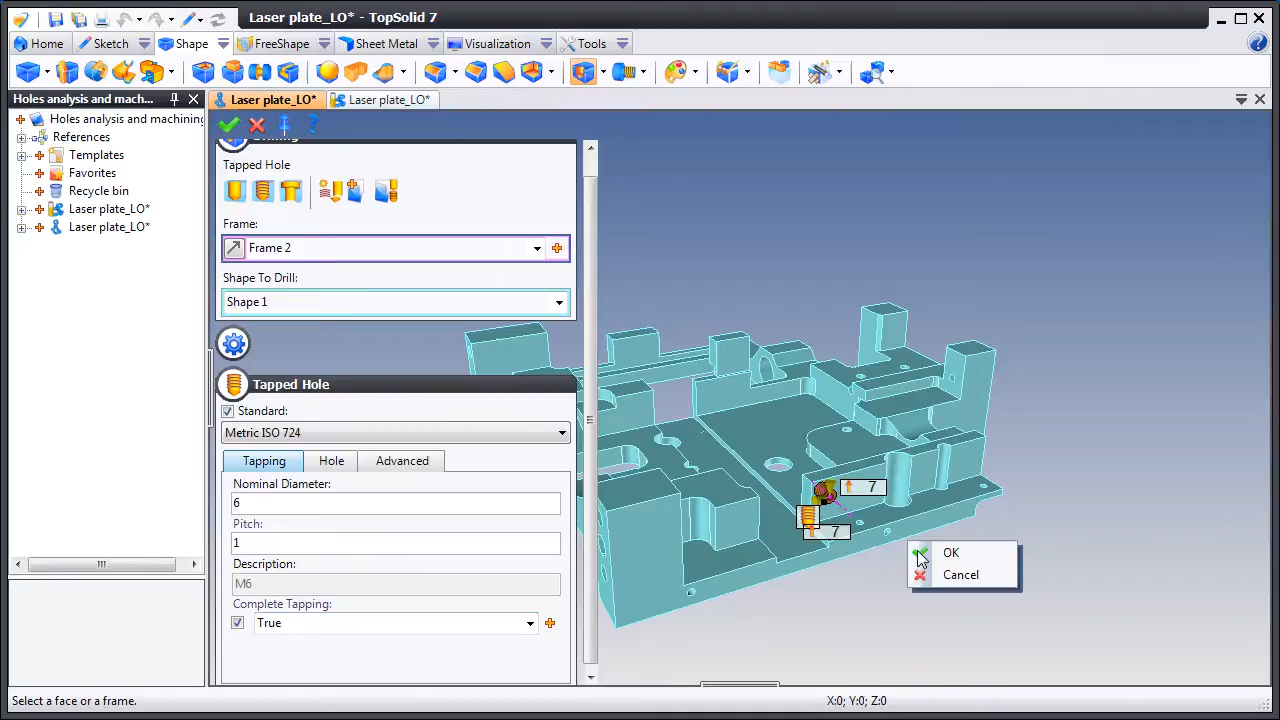 Laser plate_LO* - TopSolid 7
Home
Sketch
Shape
FreeShape
Sheet Metal
Visualization
Tools
Holes analysis and mach...
Laser plate_LO*
Laser plate_LO*
Holes analysis and machining
References
Templates
Favorites
Recycle bin
Laser plate_LO*
Laser plate_LO*
Tapped Hole
Frame:
Frame 2
Shape To Drill:
Shape 1
Tapped Hole
Standard:
Metric ISO 724
Tapping
Hole
Advanced
Nominal Diameter:
6
Pitch:
1
Description:
M6
Complete Tapping:
True
7
7
OK
Cancel
Select a face or a frame.
X:0; Y:0; Z:0